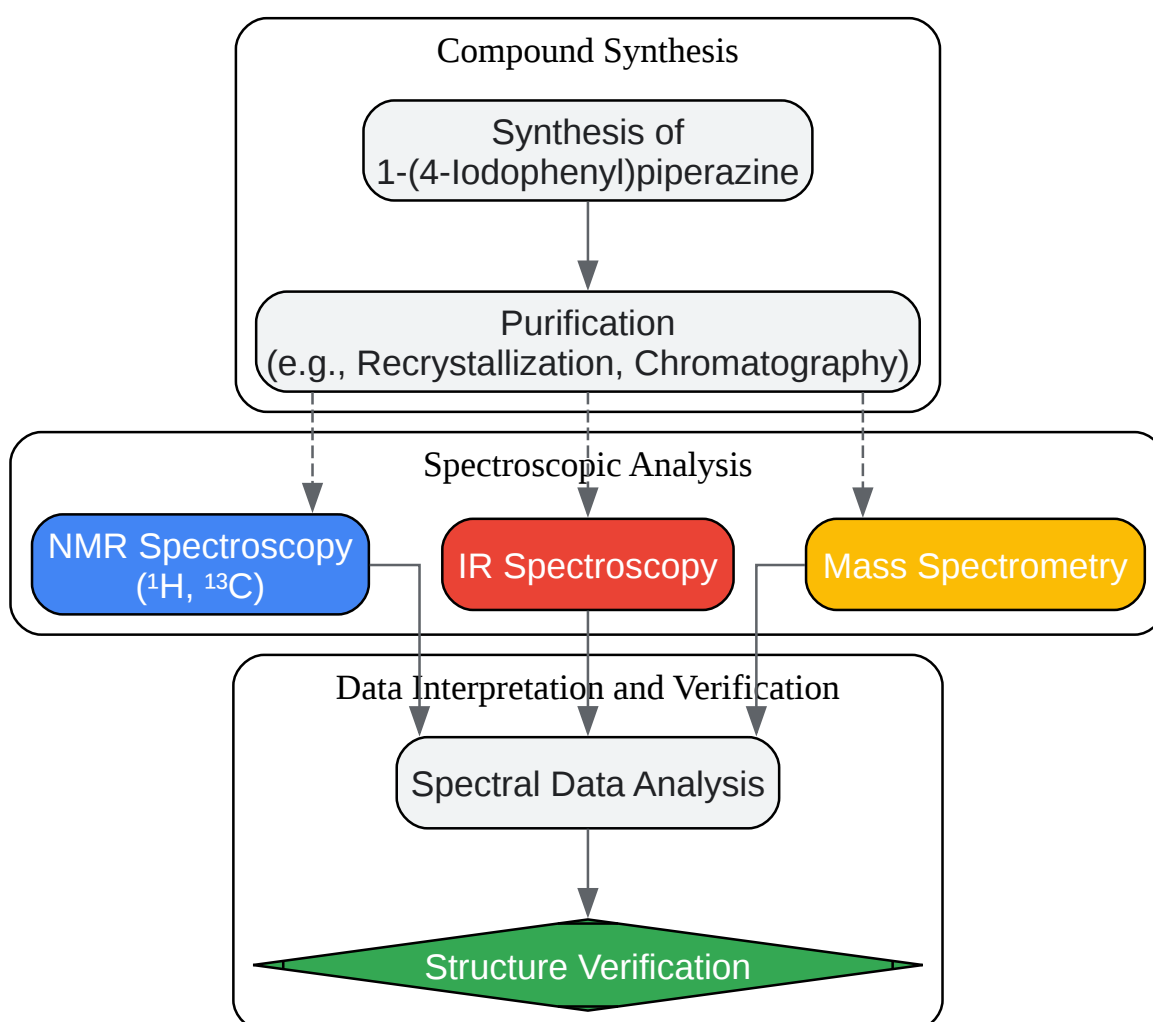 Compound Synthesis
Synthesis of
1-(4-Iodophenyl)piperazine
Purification
(e.g., Recrystallization, Chromatography)
Spectroscopic Analysis
NMR Spectroscopy
(¹H, ¹³C)
IR Spectroscopy
Mass Spectrometry
Data Interpretation and Verification
Spectral Data Analysis
Structure Verification